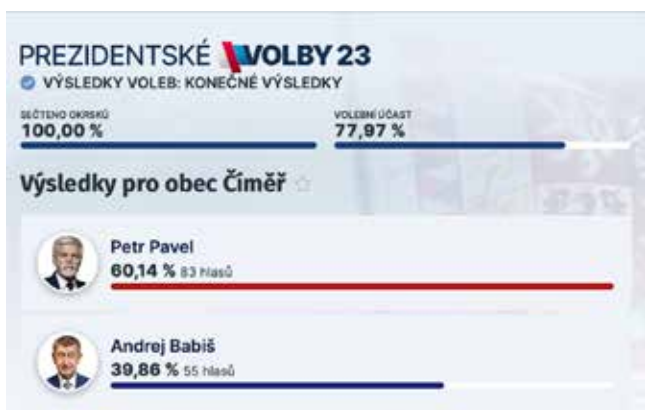 PREZIDENTSKÉ VOLBY 23
VÝSLEDKY VOLEB: KONEČNÉ VÝSLEDKY
SEČTENO OKRSKŮ
100,00 %
VOLEBNÍ ÚČAST
77,97 %
Výsledky pro obec Číměř
Petr Pavel
60,14 % 83 hlasů
Andrej Babiš
39,86 % 55 hlasů